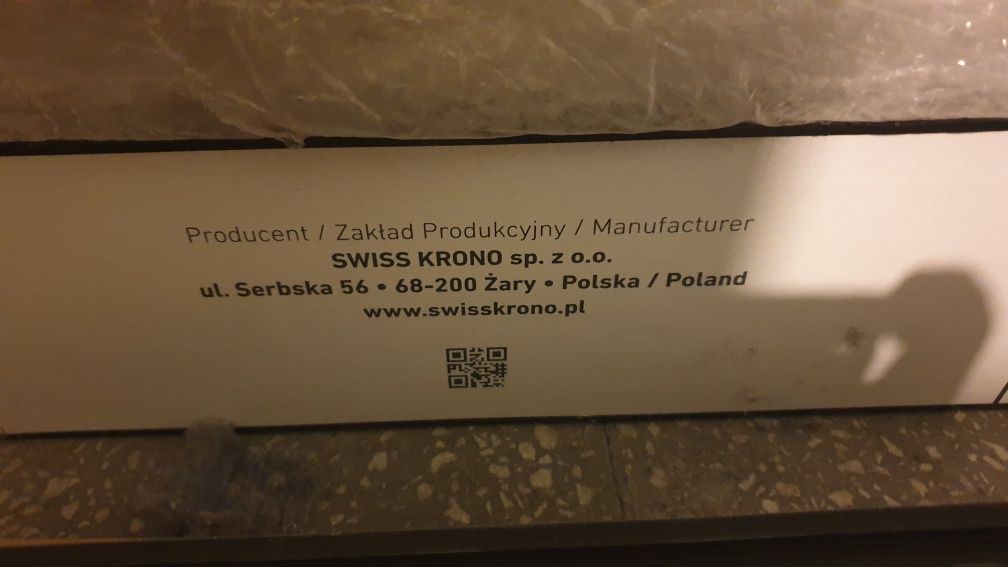 Producent / Zakład Produkcyjny / Manufacturer
SWISS KRONO sp. z o.o.
ul. Serbska 56 • 68-200 Żary • Polska / Poland
www.swisskrono.pl